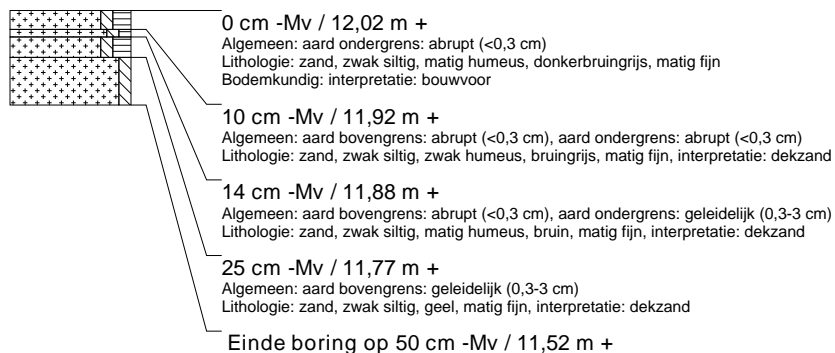 0 cm -Mv / 12,02 m +
Algemeen: aard ondergrens: abrupt (<0,3 cm)
Lithologie: zand, zwak siltig, matig humeus, donkerbruingrijs, matig fijn
Bodemkundig: interpretatie: bouwvoor
10 cm -Mv / 11,92 m +
Algemeen: aard bovengrens: abrupt (<0,3 cm), aard ondergrens: abrupt (<0,3 cm)
Lithologie: zand, zwak siltig, zwak humeus, bruingrijs, matig fijn, interpretatie: dekzand
14 cm -Mv / 11,88 m +
Algemeen: aard bovengrens: abrupt (<0,3 cm), aard ondergrens: geleidelijk (0,3-3 cm)
Lithologie: zand, zwak siltig, matig humeus, bruin, matig fijn, interpretatie: dekzand
25 cm -Mv / 11,77 m +
Algemeen: aard bovengrens: geleidelijk (0,3-3 cm)
Lithologie: zand, zwak siltig, geel, matig fijn, interpretatie: dekzand
Einde boring op 50 cm -Mv / 11,52 m +